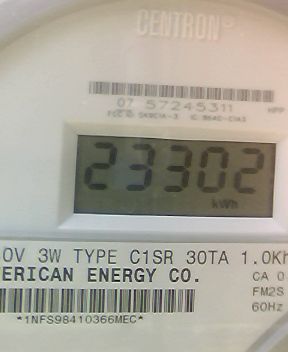 CENTRON®
07 57245311
23302
kWh
0V 3W TYPE C1SR 30TA 1.0Kh
ERICAN ENERGY CO.
CA 0
FM2S
60Hz
*1NFS98410366MEC*